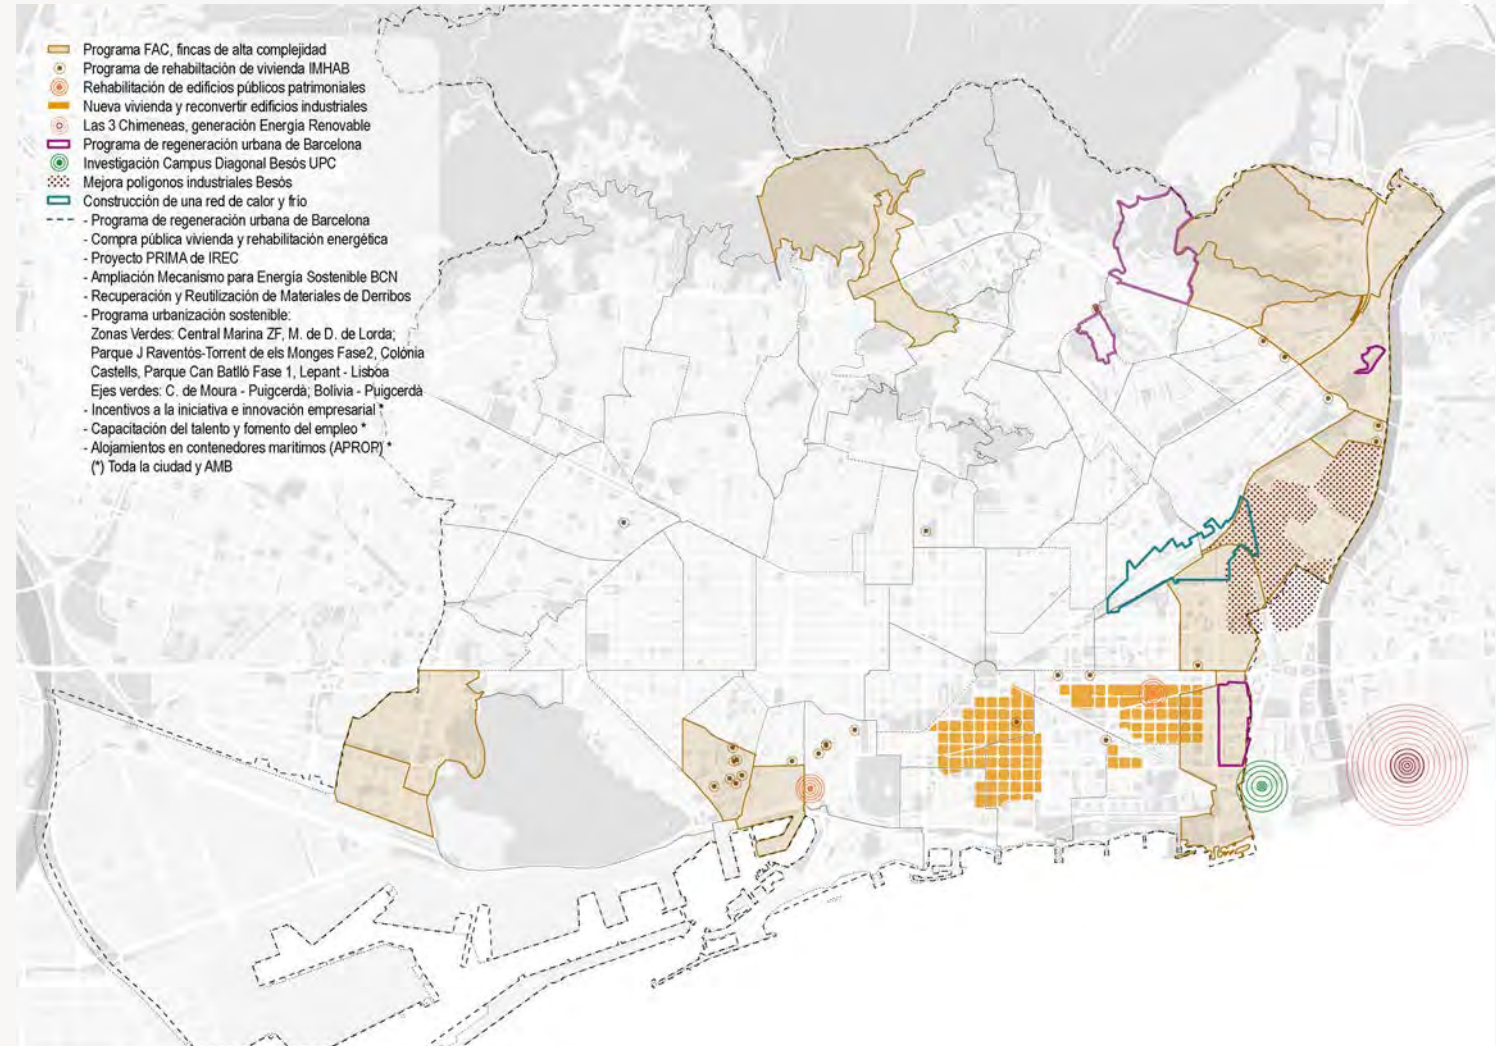 Programa FAC, fincas de alta complejidad
Programa de rehabiltación de vivienda IMHAB
Rehabilitación de edificios públicos patrimoniales
Nueva vivienda y reconvertir edificios industriales
Las 3 Chimeneas, generación Energía Renovable
Programa de regeneración urbana de Barcelona
Investigación Campus Diagonal Besòs UPC
Mejora polígonos industriales Besòs
Construcción de una red de calor y frio
- Programa de regeneración urbana de Barcelona
- Compra pública vivienda y rehabilitación energética
- Proyecto PRIMA de IREC
- Ampliación Mecanismo para Energía Sostenible BCN
- Recuperación y Reutilización de Materiales de Derribos
- Programa urbanización sostenible:
Zonas Verdes: Central Marina ZF, M. de D. de Lorda;
Parque J Raventós-Torrent de els Monges Fase2, Colònia
Castells, Parque Can Batlló Fase 1, Lepant - Lisboa
Ejes verdes: C. de Moura - Puigcerdà; Bolivia - Puigcerdà
- Incentivos a la iniciativa e innovación empresarial *
- Capacitación del talento y fomento del empleo *
- Alojamientos en contenedores marítimos (APROP) *
(*) Toda la ciudad y AMB